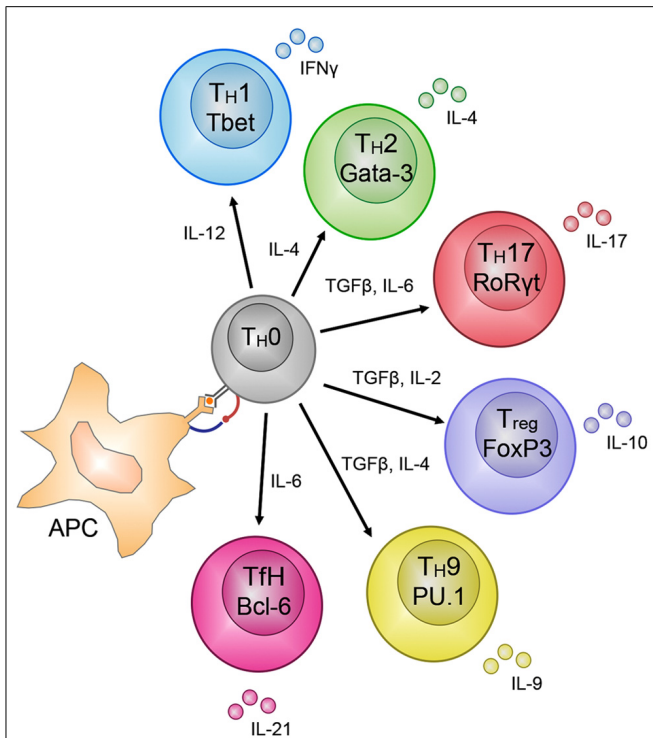 IFNγ
TH1
Tbet
IL-4
TH2
Gata-3
IL-12
IL-4
IL-17
TH17
RoRγt
TGFβ, IL-6
TH0
TGFβ, IL-2
Treg
FoxP3
IL-10
APC
IL-6
TGFβ, IL-4
TfH
Bcl-6
TH9
PU.1
IL-9
IL-21